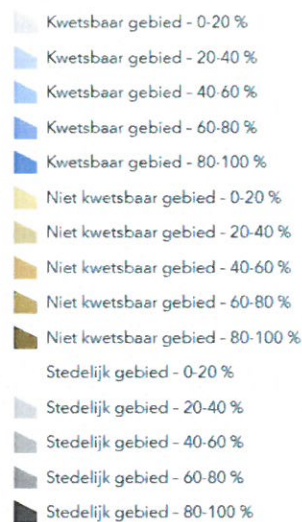 Kwetsbaar gebied - 0-20 %
Kwetsbaar gebied - 20-40 %
Kwetsbaar gebied - 40-60 %
Kwetsbaar gebied - 60-80 %
Kwetsbaar gebied - 80-100 %
Niet kwetsbaar gebied - 0-20 %
Niet kwetsbaar gebied - 20-40 %
Niet kwetsbaar gebied - 40-60 %
Niet kwetsbaar gebied - 60-80 %
Niet kwetsbaar gebied - 80-100 %
Stedelijk gebied - 0-20 %
Stedelijk gebied - 20-40 %
Stedelijk gebied - 40-60 %
Stedelijk gebied - 60-80 %
Stedelijk gebied - 80-100 %